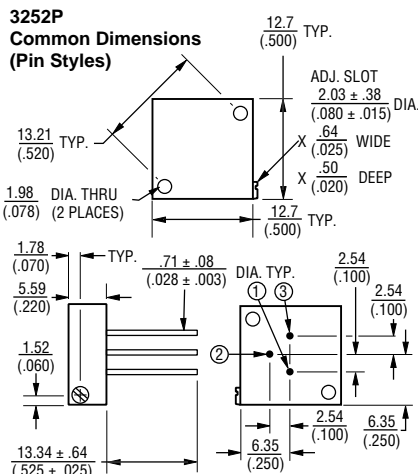 3252P
Common Dimensions
(Pin Styles)
12.7
(.500) TYP.
ADJ. SLOT
2.03 ± .38
(.080 ± .015) DIA.
X .64
(.025) WIDE
X .50
(.020) DEEP
13.21
(.520) TYP.
1.98
(.078) DIA. THRU
(2 PLACES)
12.7
(.500) TYP.
1.78
(.070) TYP.
5.59
(.220)
.71 ± .08
(.028 ± .003) DIA. TYP.
1 3
2
2.54
(.100)
2.54
(.100)
1.52
(.060)
13.34 ± .64
(.525 ± .025)
2.54
(.100)
6.35
(.250)
6.35
(.250)